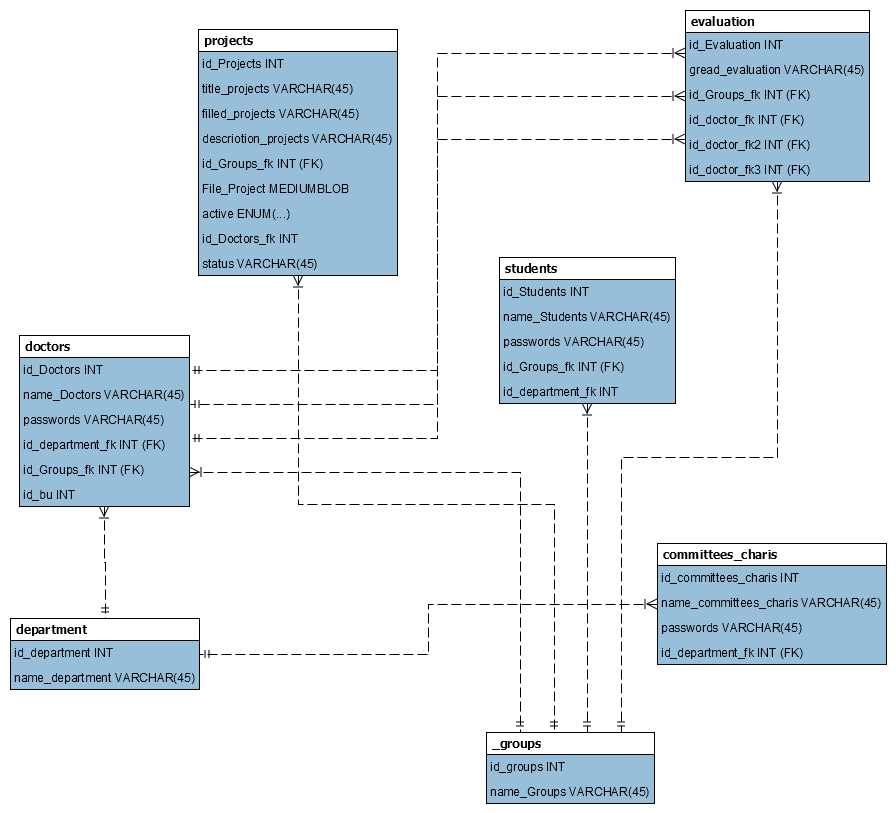 projects
id_Projects INT
title_projects VARCHAR(45)
filled_projects VARCHAR(45)
descriotion_projects VARCHAR(45)
id_Groups_fk INT (FK)
File_Project MEDIUMBLOB
active ENUM(...)
id_Doctors_fk INT
status VARCHAR(45)
evaluation
id_Evaluation INT
gread_evaluation VARCHAR(45)
id_Groups_fk INT (FK)
id_doctor_fk INT (FK)
id_doctor_fk2 INT (FK)
id_doctor_fk3 INT (FK)
students
id_Students INT
name_Students VARCHAR(45)
passwords VARCHAR(45)
id_Groups_fk INT (FK)
id_department_fk INT
doctors
id_Doctors INT
name_Doctors VARCHAR(45)
passwords VARCHAR(45)
id_department_fk INT (FK)
id_Groups_fk INT (FK)
id_bu INT
committees_charis
id_committees_charis INT
name_committees_charis VARCHAR(45)
passwords VARCHAR(45)
id_department_fk INT (FK)
department
id_department INT
name_department VARCHAR(45)
_groups
id_groups INT
name_Groups VARCHAR(45)